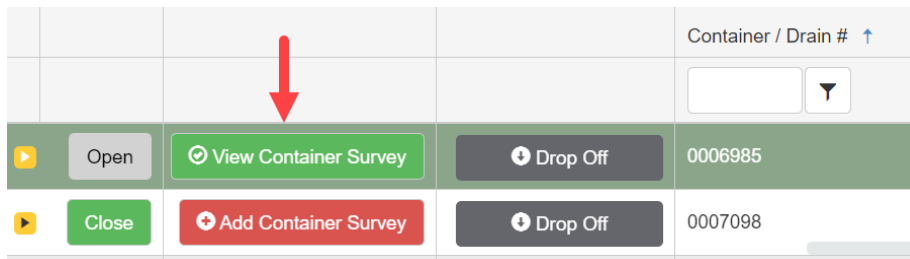 Container / Drain # ↑
Open View Container Survey Drop Off 0006985
Close Add Container Survey Drop Off 0007098